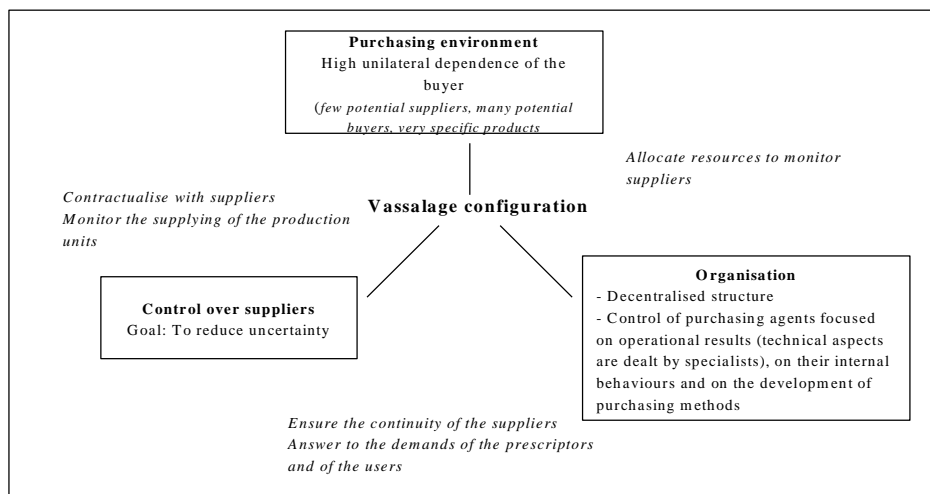 Purchasing environment
High unilateral dependence of the
buyer
(few potential suppliers, many potential
buyers, very specific products
Allocate resources to monitor
suppliers
Contractualise with suppliers
Monitor the supplying of the production
units
Vassalage configuration
Control over suppliers
Goal: To reduce uncertainty
Organisation
- Decentralised structure
- Control of purchasing agents focused
on operational results (technical aspects
are dealt by specialists), on their internal
behaviours and on the development of
purchasing methods
Ensure the continuity of the suppliers
Answer to the demands of the prescriptors
and of the users